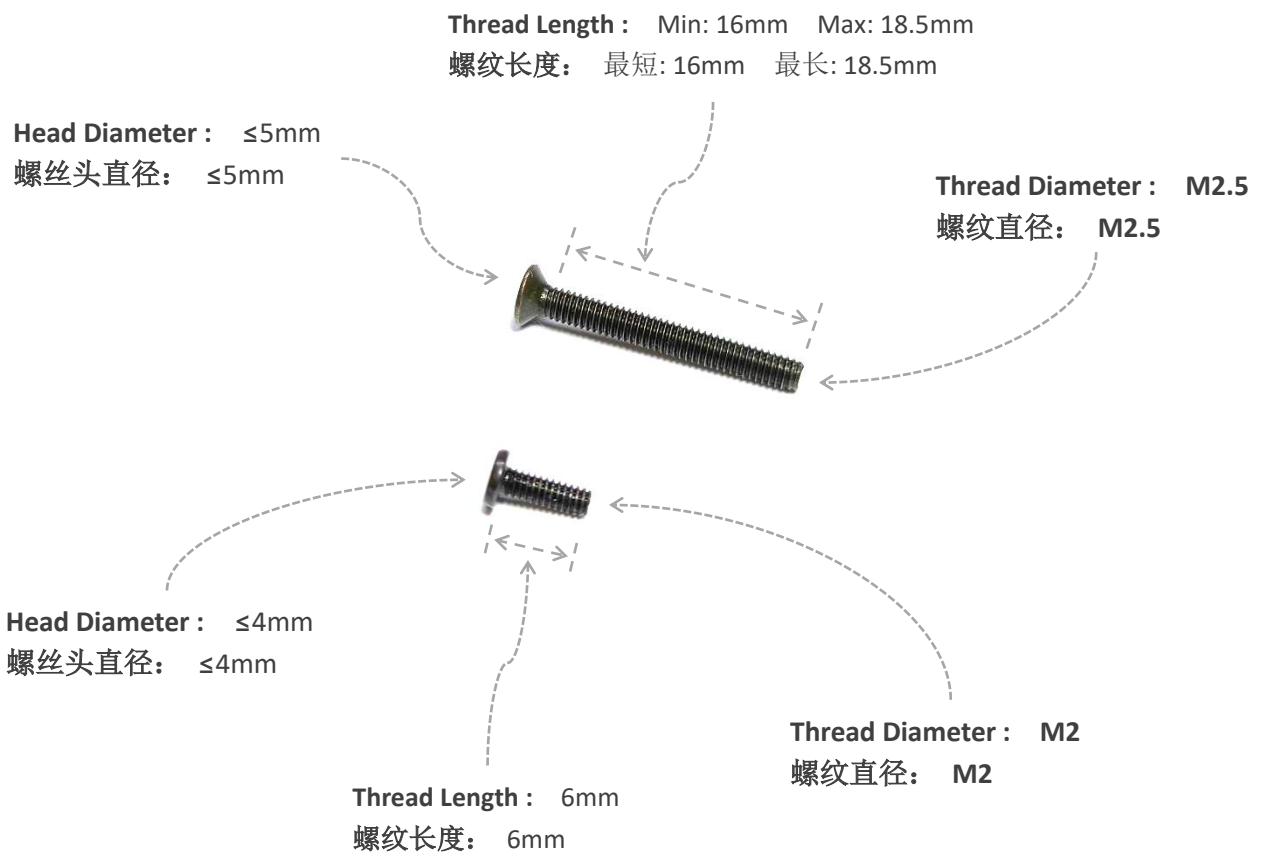 Thread Length : Min: 16mm Max: 18.5mm
螺纹长度： 最短: 16mm 最长: 18.5mm
Head Diameter : ≤5mm
螺丝头直径： ≤5mm
Thread Diameter : M2.5
螺纹直径： M2.5
Head Diameter : ≤4mm
螺丝头直径： ≤4mm
Thread Diameter : M2
螺纹直径： M2
Thread Length : 6mm
螺纹长度： 6mm